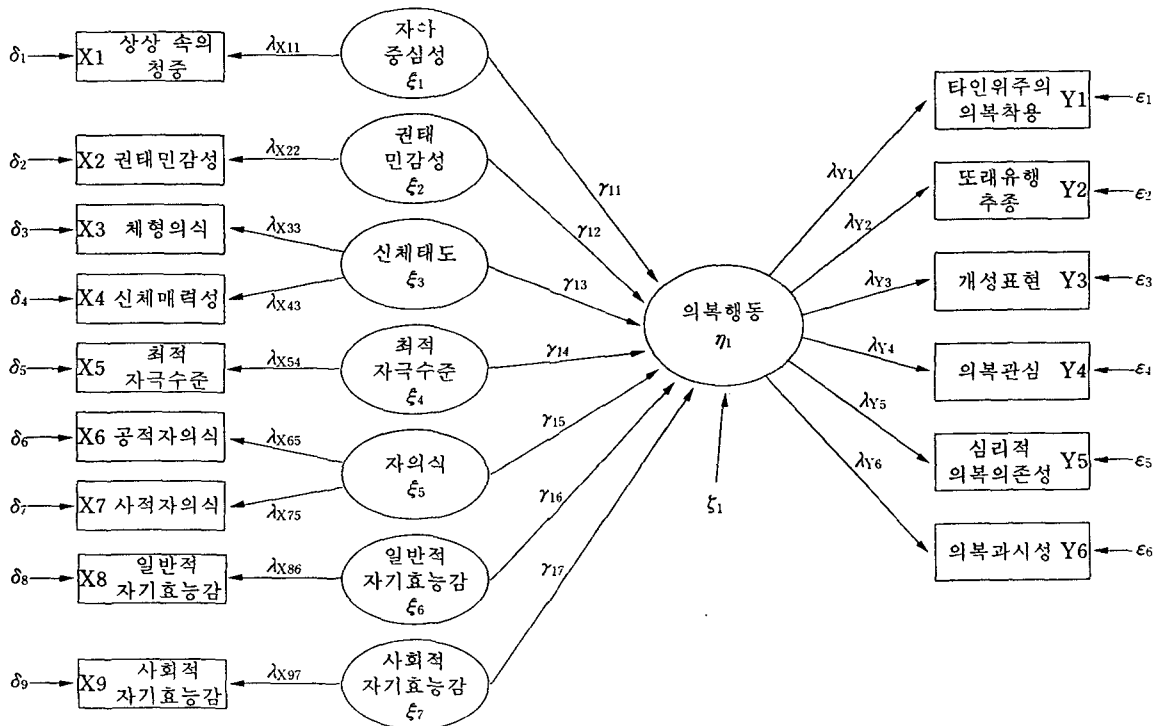 δ₁ X1 상상 속의
청중
λX11
자아
중심성
ξ₁
δ₂ X2 권태민감성
λX22
권태
민감성
ξ₂
δ₃ X3 체형의식
λX33
δ₄ X4 신체매력성
λX43
신체태도
ξ₃
δ₅ X5 최적
자극수준
λX54
최적
자극수준
ξ₄
δ₆ X6 공적자의식
λX65
δ₇ X7 사적자의식
λX75
자의식
ξ₅
δ₈ X8 일반적
자기효능감
λX86
일반적
자기효능감
ξ₆
δ₉ X9 사회적
자기효능감
λX97
사회적
자기효능감
ξ₇
γ₁₁
γ₁₂
γ₁₃
γ₁₄
γ₁₅
γ₁₆
γ₁₇
의복행동
η₁
ζ₁
λY1
λY2
λY3
λY4
λY5
λY6
타인위주의
의복착용 Y1 ε₁
또래유행
추종 Y2 ε₂
개성표현 Y3 ε₃
의복관심 Y4 ε₄
심리적
의복의존성 Y5 ε₅
의복과시성 Y6 ε₆